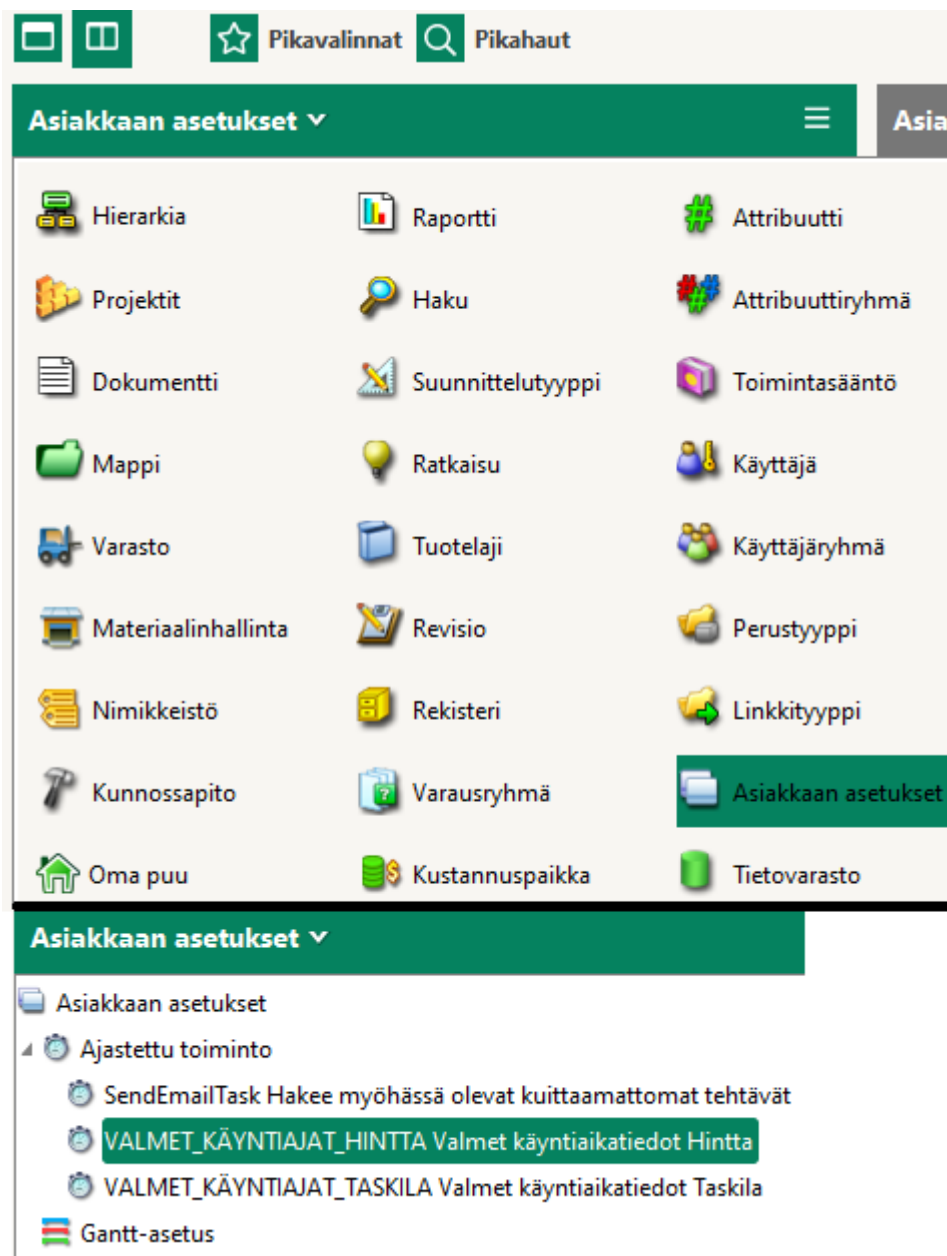 Pikavalinnat Pikahaut
Asiakkaan asetukset Asia
Hierarkia Raportti Attribuutti
Projektit Haku Attribuuttiryhmä
Dokumentti Suunnittelutyyppi Toimintasääntö
Mappi Ratkaisu Käyttäjä
Varasto Tuotelaji Käyttäjäryhmä
Materiaalinhallinta Revisio Perustyyppi
Nimikkeistö Rekisteri Linkkityyppi
Kunnossapito Varausryhmä Asiakkaan asetukset
Oma puu Kustannuspaikka Tietovarasto
Asiakkaan asetukset
Asiakkaan asetukset
Ajastettu toiminto
SendEmailTask Hakee myöhässä olevat kuittaamattomat tehtävät
VALMET_KÄYNTIAJAT_HINTTA Valmet käyntiaikatiedot Hintta
VALMET_KÄYNTIAJAT_TASKILA Valmet käyntiaikatiedot Taskila
Gantt-asetus